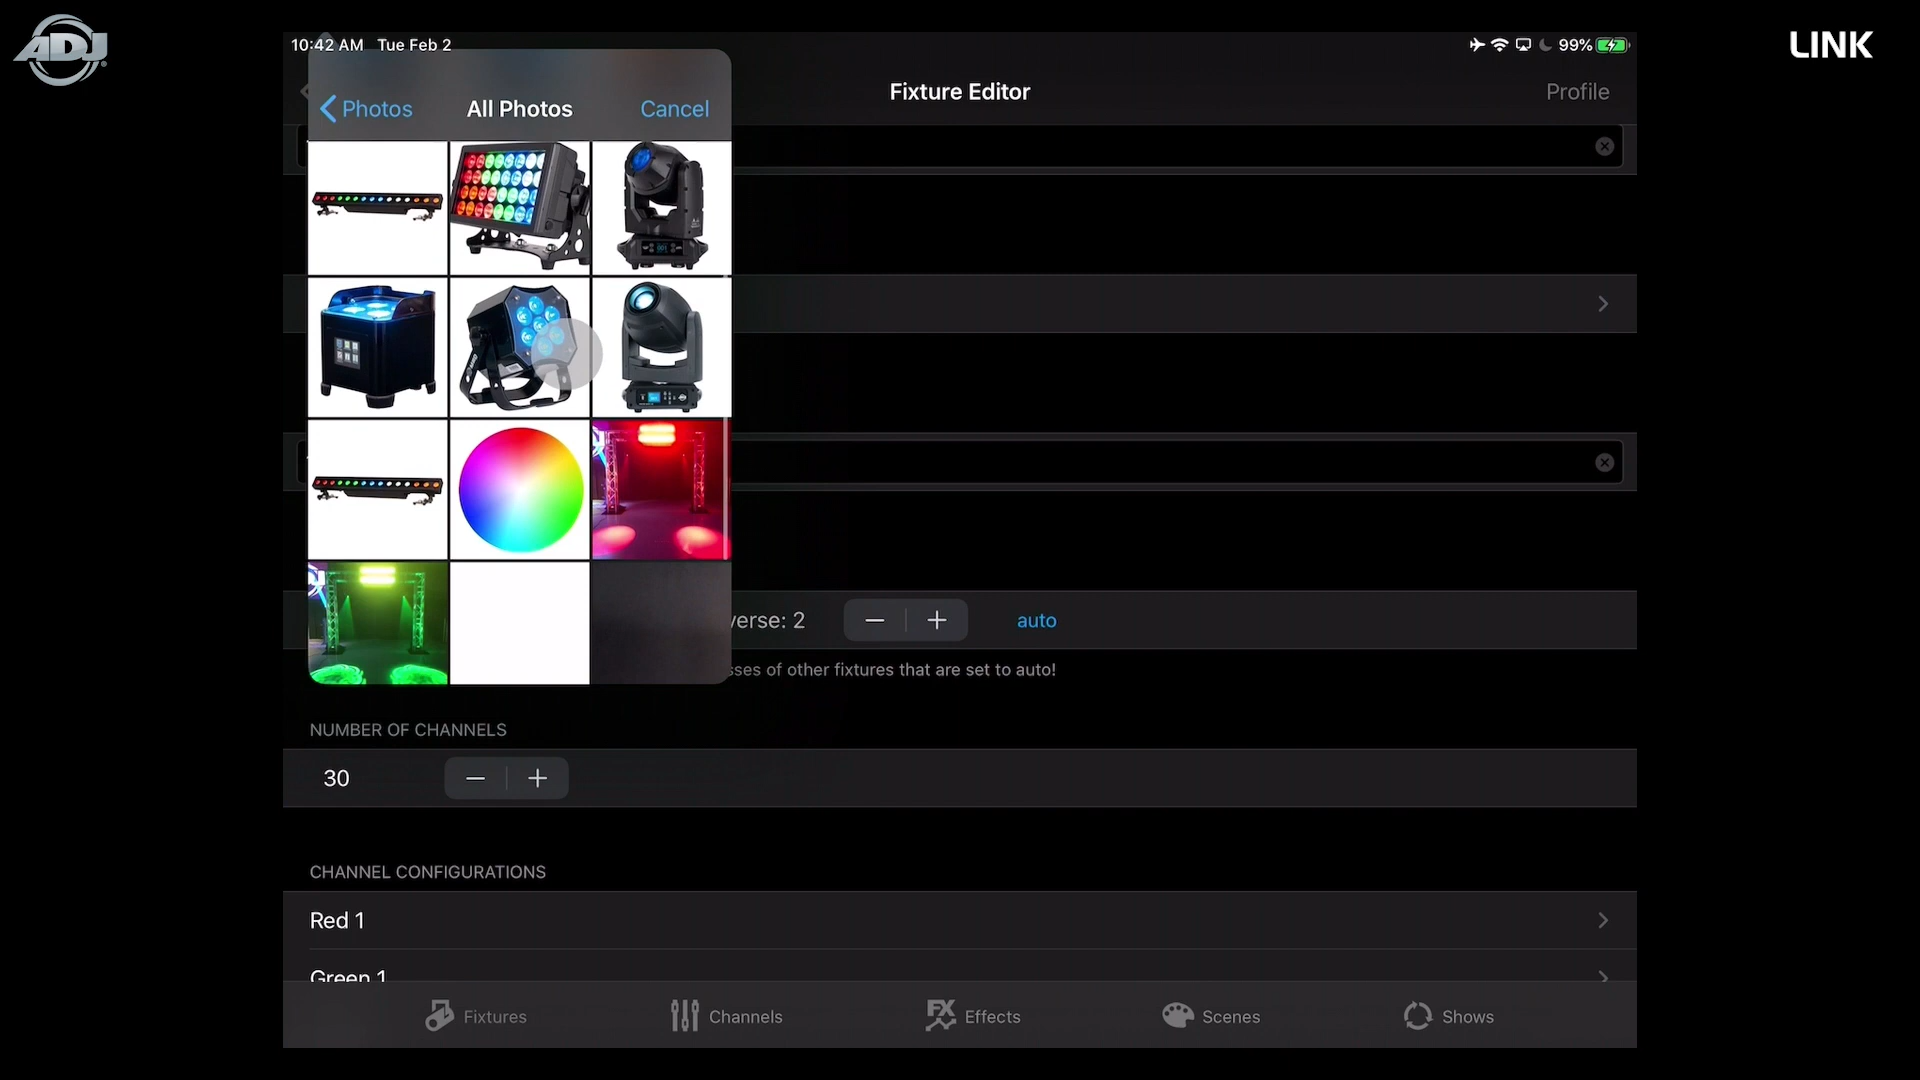 ADJ
LINK
10:42 AM Tue Feb 2
99%
Photos
All Photos
Cancel
Fixture Editor
Profile
verse: 2
auto
sses of other fixtures that are set to auto!
NUMBER OF CHANNELS
30
CHANNEL CONFIGURATIONS
Red 1
Green 1
Fixtures
Channels
FX
Effects
Scenes
Shows